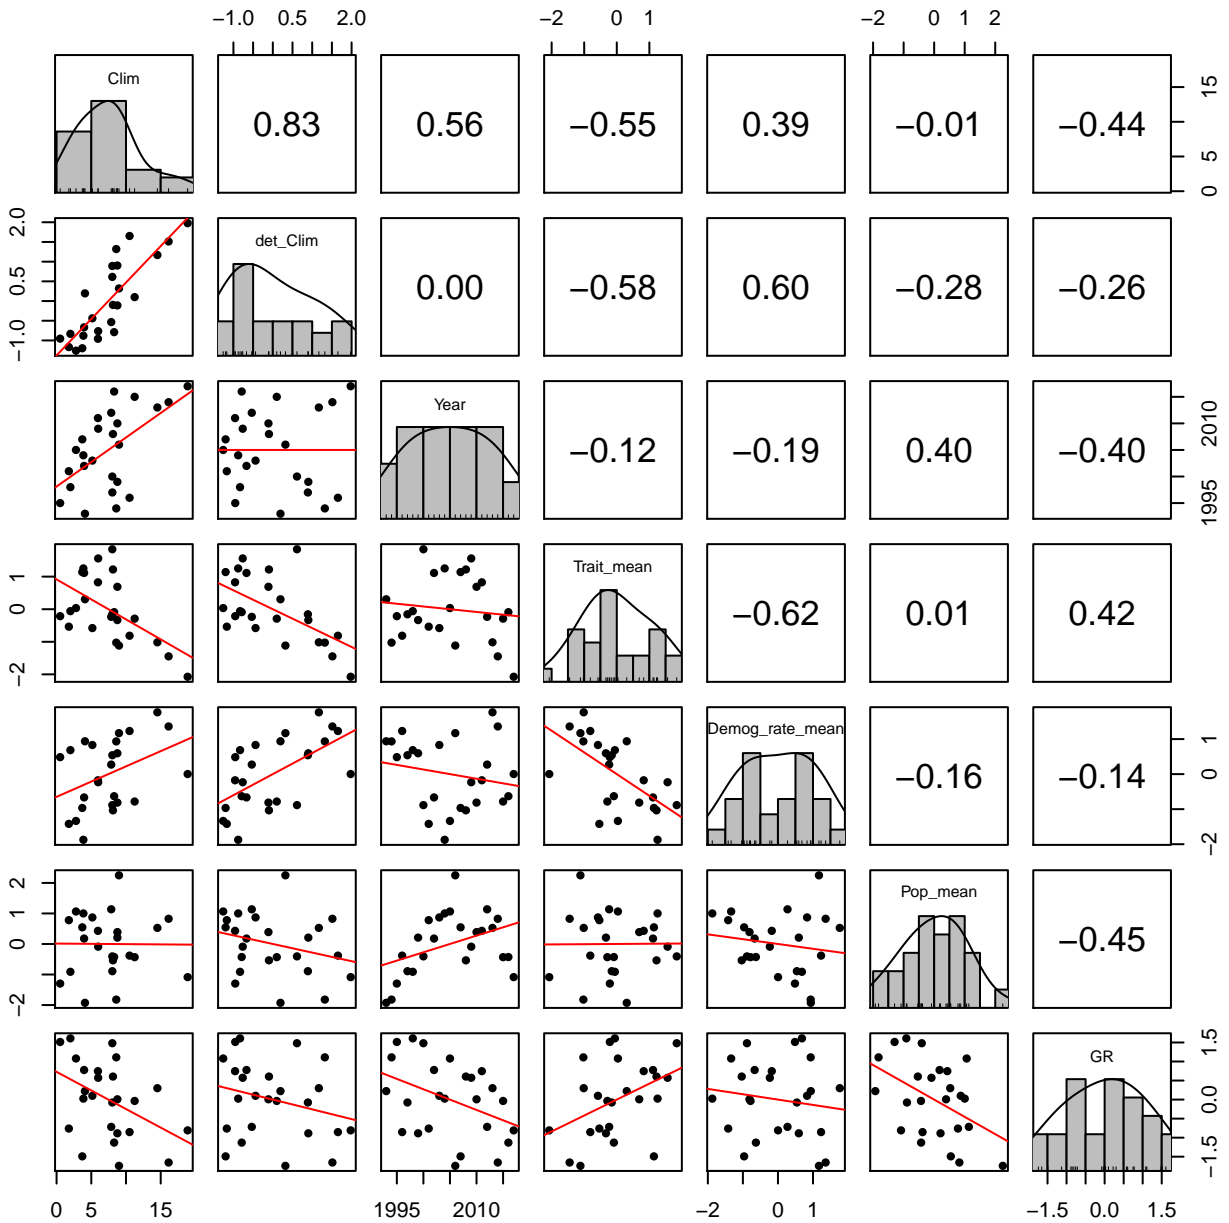 −1.0 0.5 2.0 −2 0 1 −2 0 1 2
Clim 0.83 0.56 −0.55 0.39 −0.01 −0.44 0 5 15
−1.0 0.5 2.0 det_Clim 0.00 −0.58 0.60 −0.28 −0.26
Year −0.12 −0.19 0.40 −0.40 1995 2010
−2 0 1 Trait_mean −0.62 0.01 0.42
Demog_rate_mean −0.16 −0.14 −2 0 1
−2 0 1 2 Pop_mean −0.45
GR −1.5 0.0 1.5
0 5 15 1995 2010 −2 0 1 −1.5 0.0 1.5